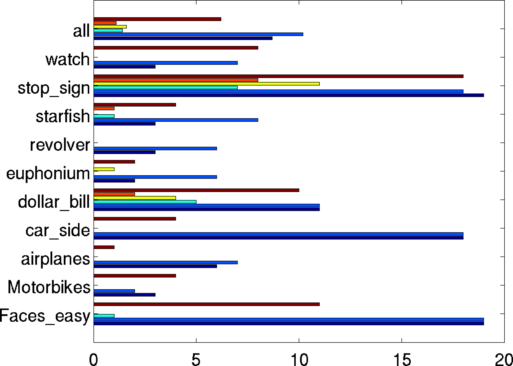 all
watch
stop_sign
starfish
revolver
euphonium
dollar_bill
car_side
airplanes
Motorbikes
Faces_easy
0 5 10 15 20